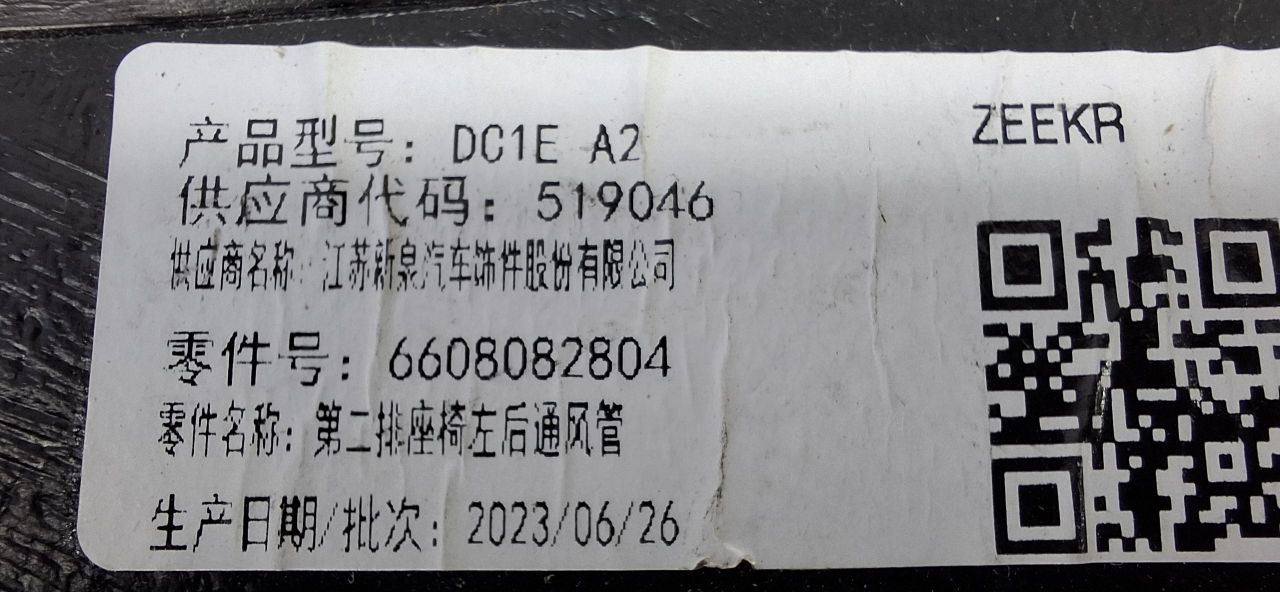 ZEEKR
产品型号: DC1E A2
供应商代码: 519046
供应商名称: 江苏新泉汽车饰件股份有限公司
零件号: 6608082804
零件名称: 第二排座椅左后通风管
生产日期/批次: 2023/06/26